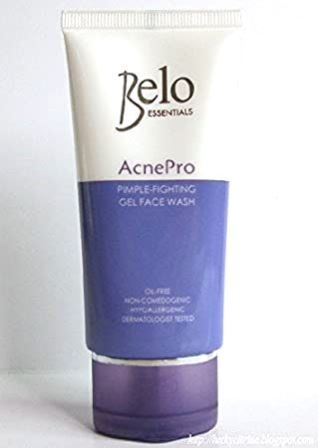 Belo
ESSENTIALS
AcnePro
PIMPLE-FIGHTING
GEL FACE WASH
OIL-FREE
NON-COMEDOGENIC
HYPOALLERGENIC
DERMATOLOGIST TESTED